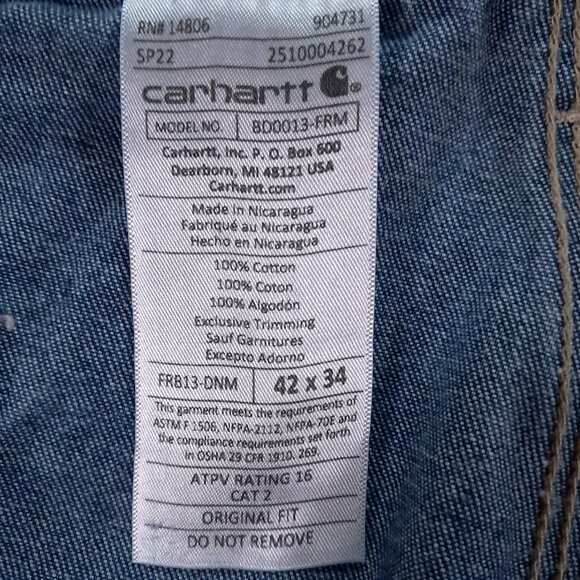 RN# 14806 904731
SP22 2510004262
carhartt ®
MODEL NO. BD0013-FRM
Carhartt, Inc. P. O. Box 600
Dearborn, MI 48121 USA
Carhartt.com
Made in Nicaragua
Fabriqué au Nicaragua
Hecho en Nicaragua
100% Cotton
100% Coton
100% Algodón
Exclusive Trimming
Sauf Garnitures
Excepto Adorno
FRB13-DNM 42 x 34
This garment meets the requirements of
ASTM F 1506, NFPA-2112, NFPA-70E and
the compliance requirements set forth
in OSHA 29 CFR 1910. 269.
ATPV RATING 16
CAT 2
ORIGINAL FIT
DO NOT REMOVE